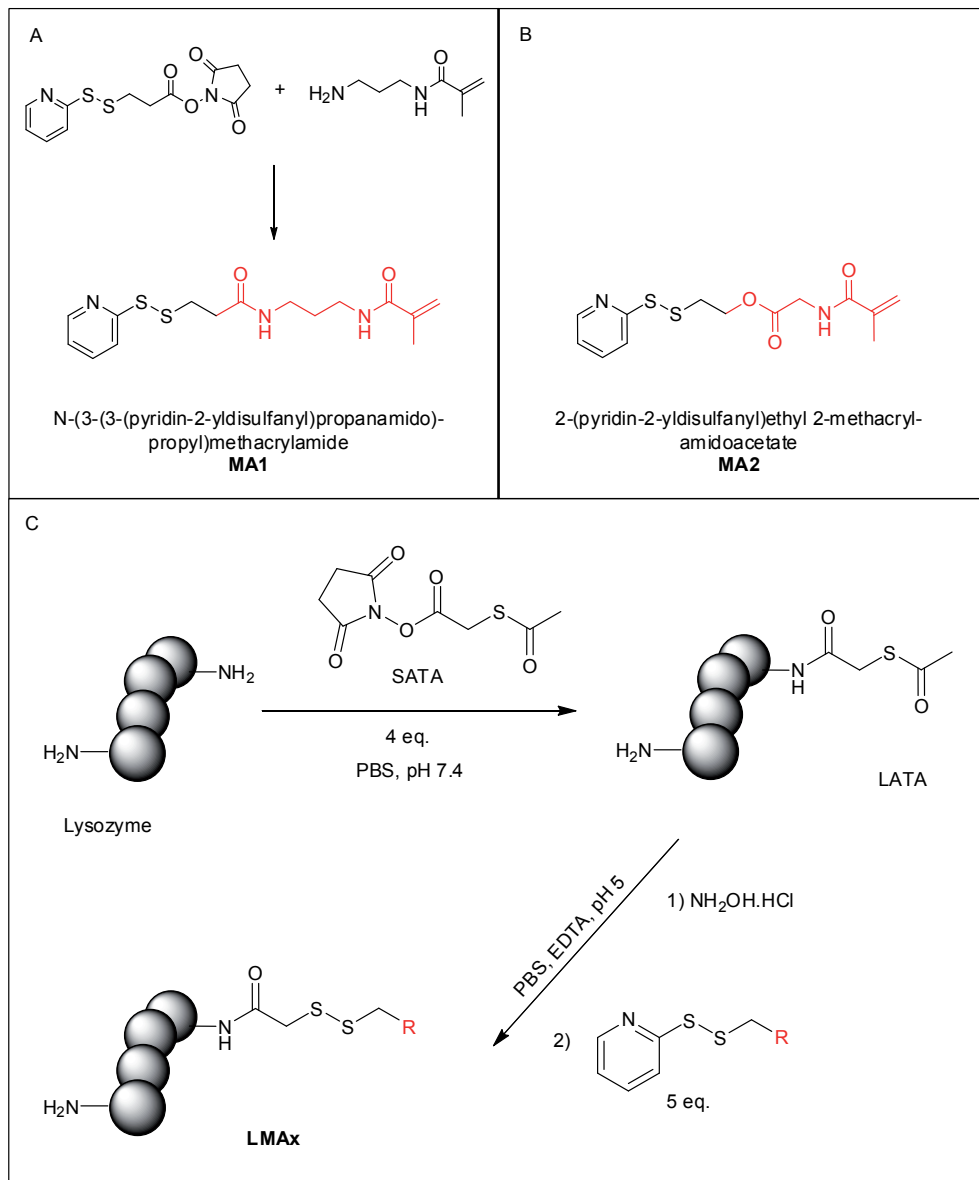 A
N
S
S
O
O
N
O
O
+
H₂N
N
H
O
N
S
S
O
N
H
N
H
O
N-(3-(3-(pyridin-2-yldisulfanyl)propanamido)-
propyl)methacrylamide
MA1
B
N
S
S
O
O
N
H
O
2-(pyridin-2-yldisulfanyl)ethyl 2-methacryl-
amidoacetate
MA2
C
NH₂
H₂N
Lysozyme
O
N
O
O
O
S
O
SATA
4 eq.
PBS, pH 7.4
N
H
O
S
O
H₂N
LATA
PBS, EDTA, pH 5
1) NH₂OH.HCl
2)
N
S
S
R
5 eq.
N
H
O
S
S
R
H₂N
LMAx